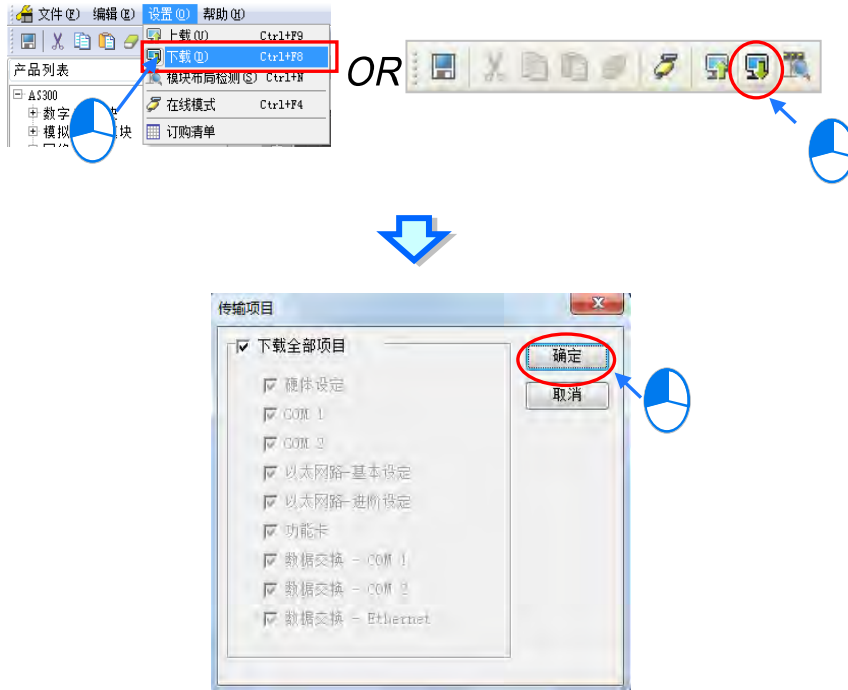 文件(F) 编辑(E) 设置(O) 帮助(H)
上载(U) Ctrl+F9
下载(D) Ctrl+F8
模块布局检测(S) Ctrl+N
在线模式 Ctrl+F4
订购清单
产品列表
AS300
数字
模拟 块
OR
传输项目
下载全部项目
硬体设定
COM 1
COM 2
以太网路-基本设定
以太网路-进阶设定
功能卡
数据交换 - COM 1
数据交换 - COM 2
数据交换 - Ethernet
确定
取消